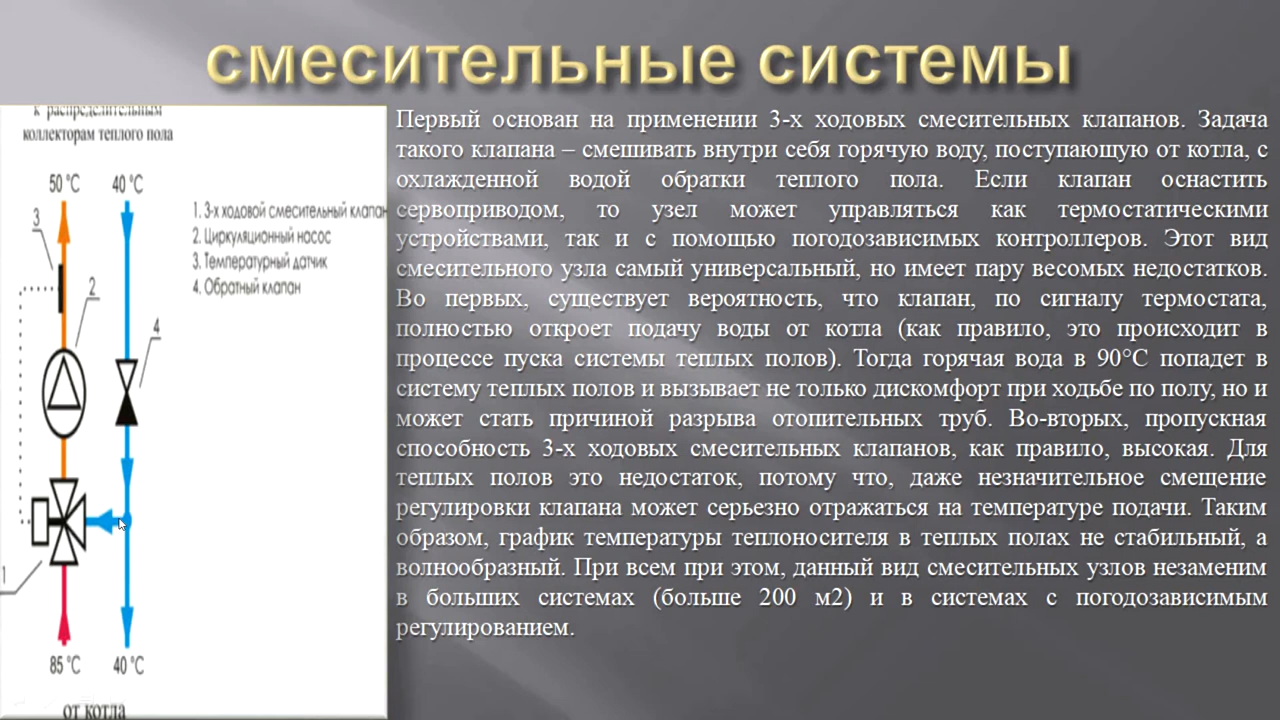 смесительные системы
к распределительным
коллекторам теплого пола
50 °C 40 °C
3
2
4
1
1. 3-х ходовой смесительный клапан
2. Циркуляционный насос
3. Температурный датчик
4. Обратный клапан
85 °C 40 °C
от котла
Первый основан на применении 3-х ходовых смесительных клапанов. Задача
такого клапана – смешивать внутри себя горячую воду, поступающую от котла, с
охлажденной водой обратки теплого пола. Если клапан оснастить
сервоприводом, то узел может управляться как термостатическими
устройствами, так и с помощью погодозависимых контроллеров. Этот вид
смесительного узла самый универсальный, но имеет пару весомых недостатков.
Во первых, существует вероятность, что клапан, по сигналу термостата,
полностью откроет подачу воды от котла (как правило, это происходит в
процессе пуска системы теплых полов). Тогда горячая вода в 90°С попадет в
систему теплых полов и вызывает не только дискомфорт при ходьбе по полу, но и
может стать причиной разрыва отопительных труб. Во-вторых, пропускная
способность 3-х ходовых смесительных клапанов, как правило, высокая. Для
теплых полов это недостаток, потому что, даже незначительное смещение
регулировки клапана может серьезно отражаться на температуре подачи. Таким
образом, график температуры теплоносителя в теплых полах не стабильный, а
волнообразный. При всем при этом, данный вид смесительных узлов незаменим
в больших системах (больше 200 м2) и в системах с погодозависимым
регулированием.